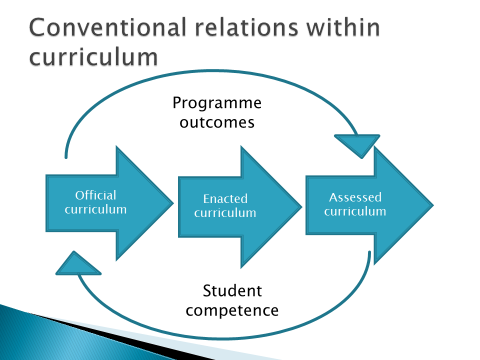 Conventional relations within
curriculum
Programme
outcomes
Official
curriculum
Enacted
curriculum
Assessed
curriculum
Student
competence